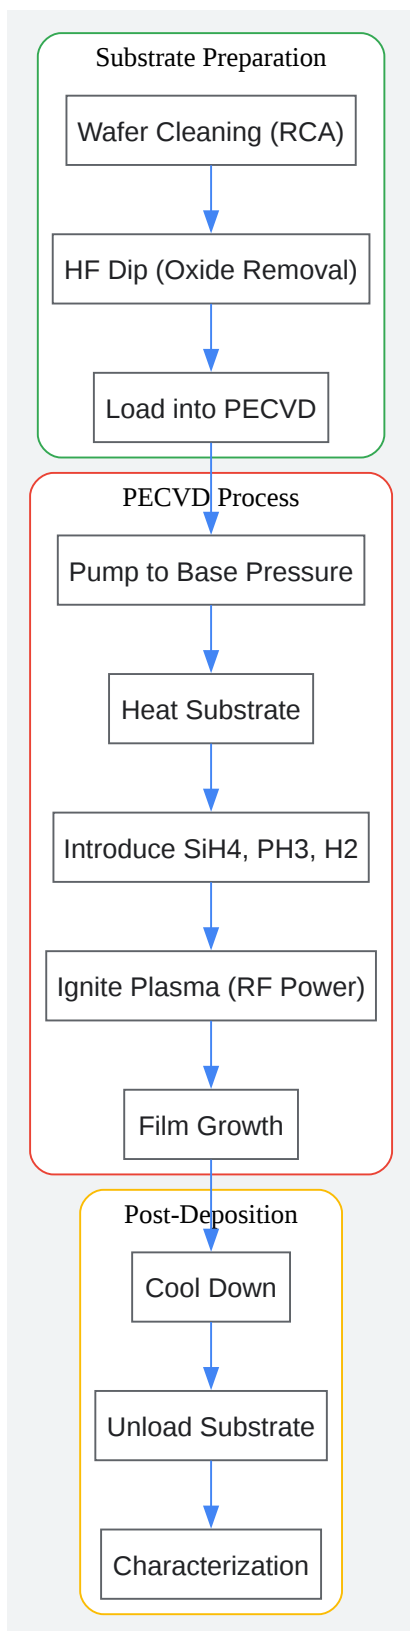 Substrate Preparation
Wafer Cleaning (RCA)
HF Dip (Oxide Removal)
Load into PECVD
PECVD Process
Pump to Base Pressure
Heat Substrate
Introduce SiH4, PH3, H2
Ignite Plasma (RF Power)
Film Growth
Post-Deposition
Cool Down
Unload Substrate
Characterization